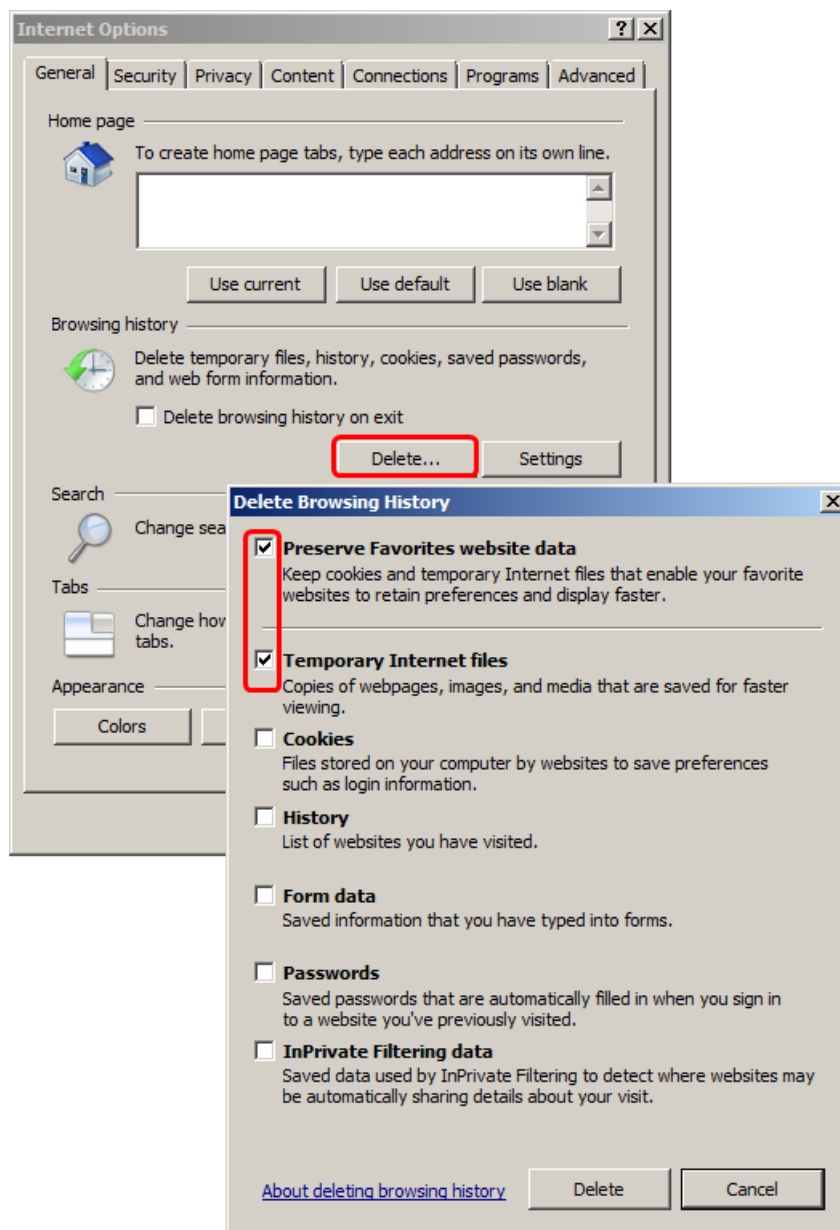 Internet Options
General Security Privacy Content Connections Programs Advanced
Home page
To create home page tabs, type each address on its own line.
Use current Use default Use blank
Browsing history
Delete temporary files, history, cookies, saved passwords,
and web form information.
Delete browsing history on exit
Delete... Settings
Search
Change sea
Tabs
Change how
tabs.
Appearance
Colors
Delete Browsing History
Preserve Favorites website data
Keep cookies and temporary Internet files that enable your favorite
websites to retain preferences and display faster.
Temporary Internet files
Copies of webpages, images, and media that are saved for faster
viewing.
Cookies
Files stored on your computer by websites to save preferences
such as login information.
History
List of websites you have visited.
Form data
Saved information that you have typed into forms.
Passwords
Saved passwords that are automatically filled in when you sign in
to a website you've previously visited.
InPrivate Filtering data
Saved data used by InPrivate Filtering to detect where websites may
be automatically sharing details about your visit.
About deleting browsing history Delete Cancel